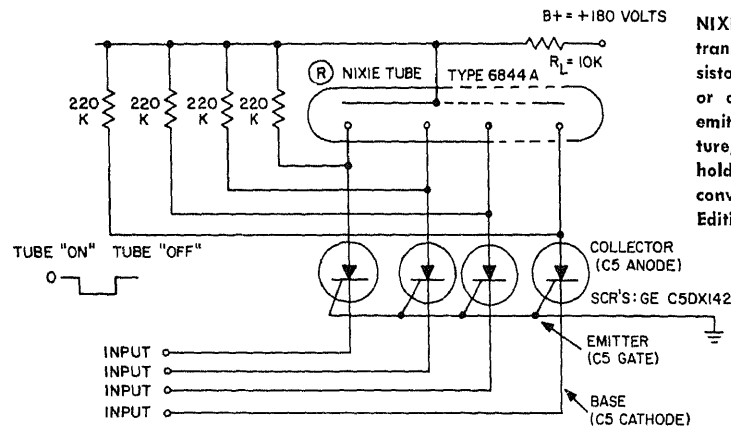 B+ = +180 VOLTS
R_L = 10K
R NIXIE TUBE TYPE 6844A
220 K
220 K
220 K
220 K
TUBE "ON" TUBE "OFF"
0
COLLECTOR
(C5 ANODE)
SCR'S: GE C5DX142
EMITTER
(C5 GATE)
BASE
(C5 CATHODE)
INPUT
INPUT
INPUT
INPUT
NIXI
tran
sisto
or
emit
ture,
hold
conv
Editi